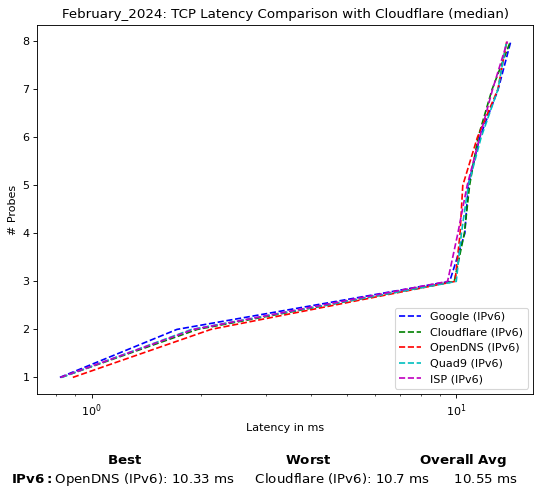 February_2024: TCP Latency Comparison with Cloudflare (median)
8
7
6
5
4
3
2
1
# Probes
Google (IPv6)
Cloudflare (IPv6)
OpenDNS (IPv6)
Quad9 (IPv6)
ISP (IPv6)
10⁰ 10¹
Latency in ms
Best Worst Overall Avg
IPv6: OpenDNS (IPv6): 10.33 ms Cloudflare (IPv6): 10.7 ms 10.55 ms